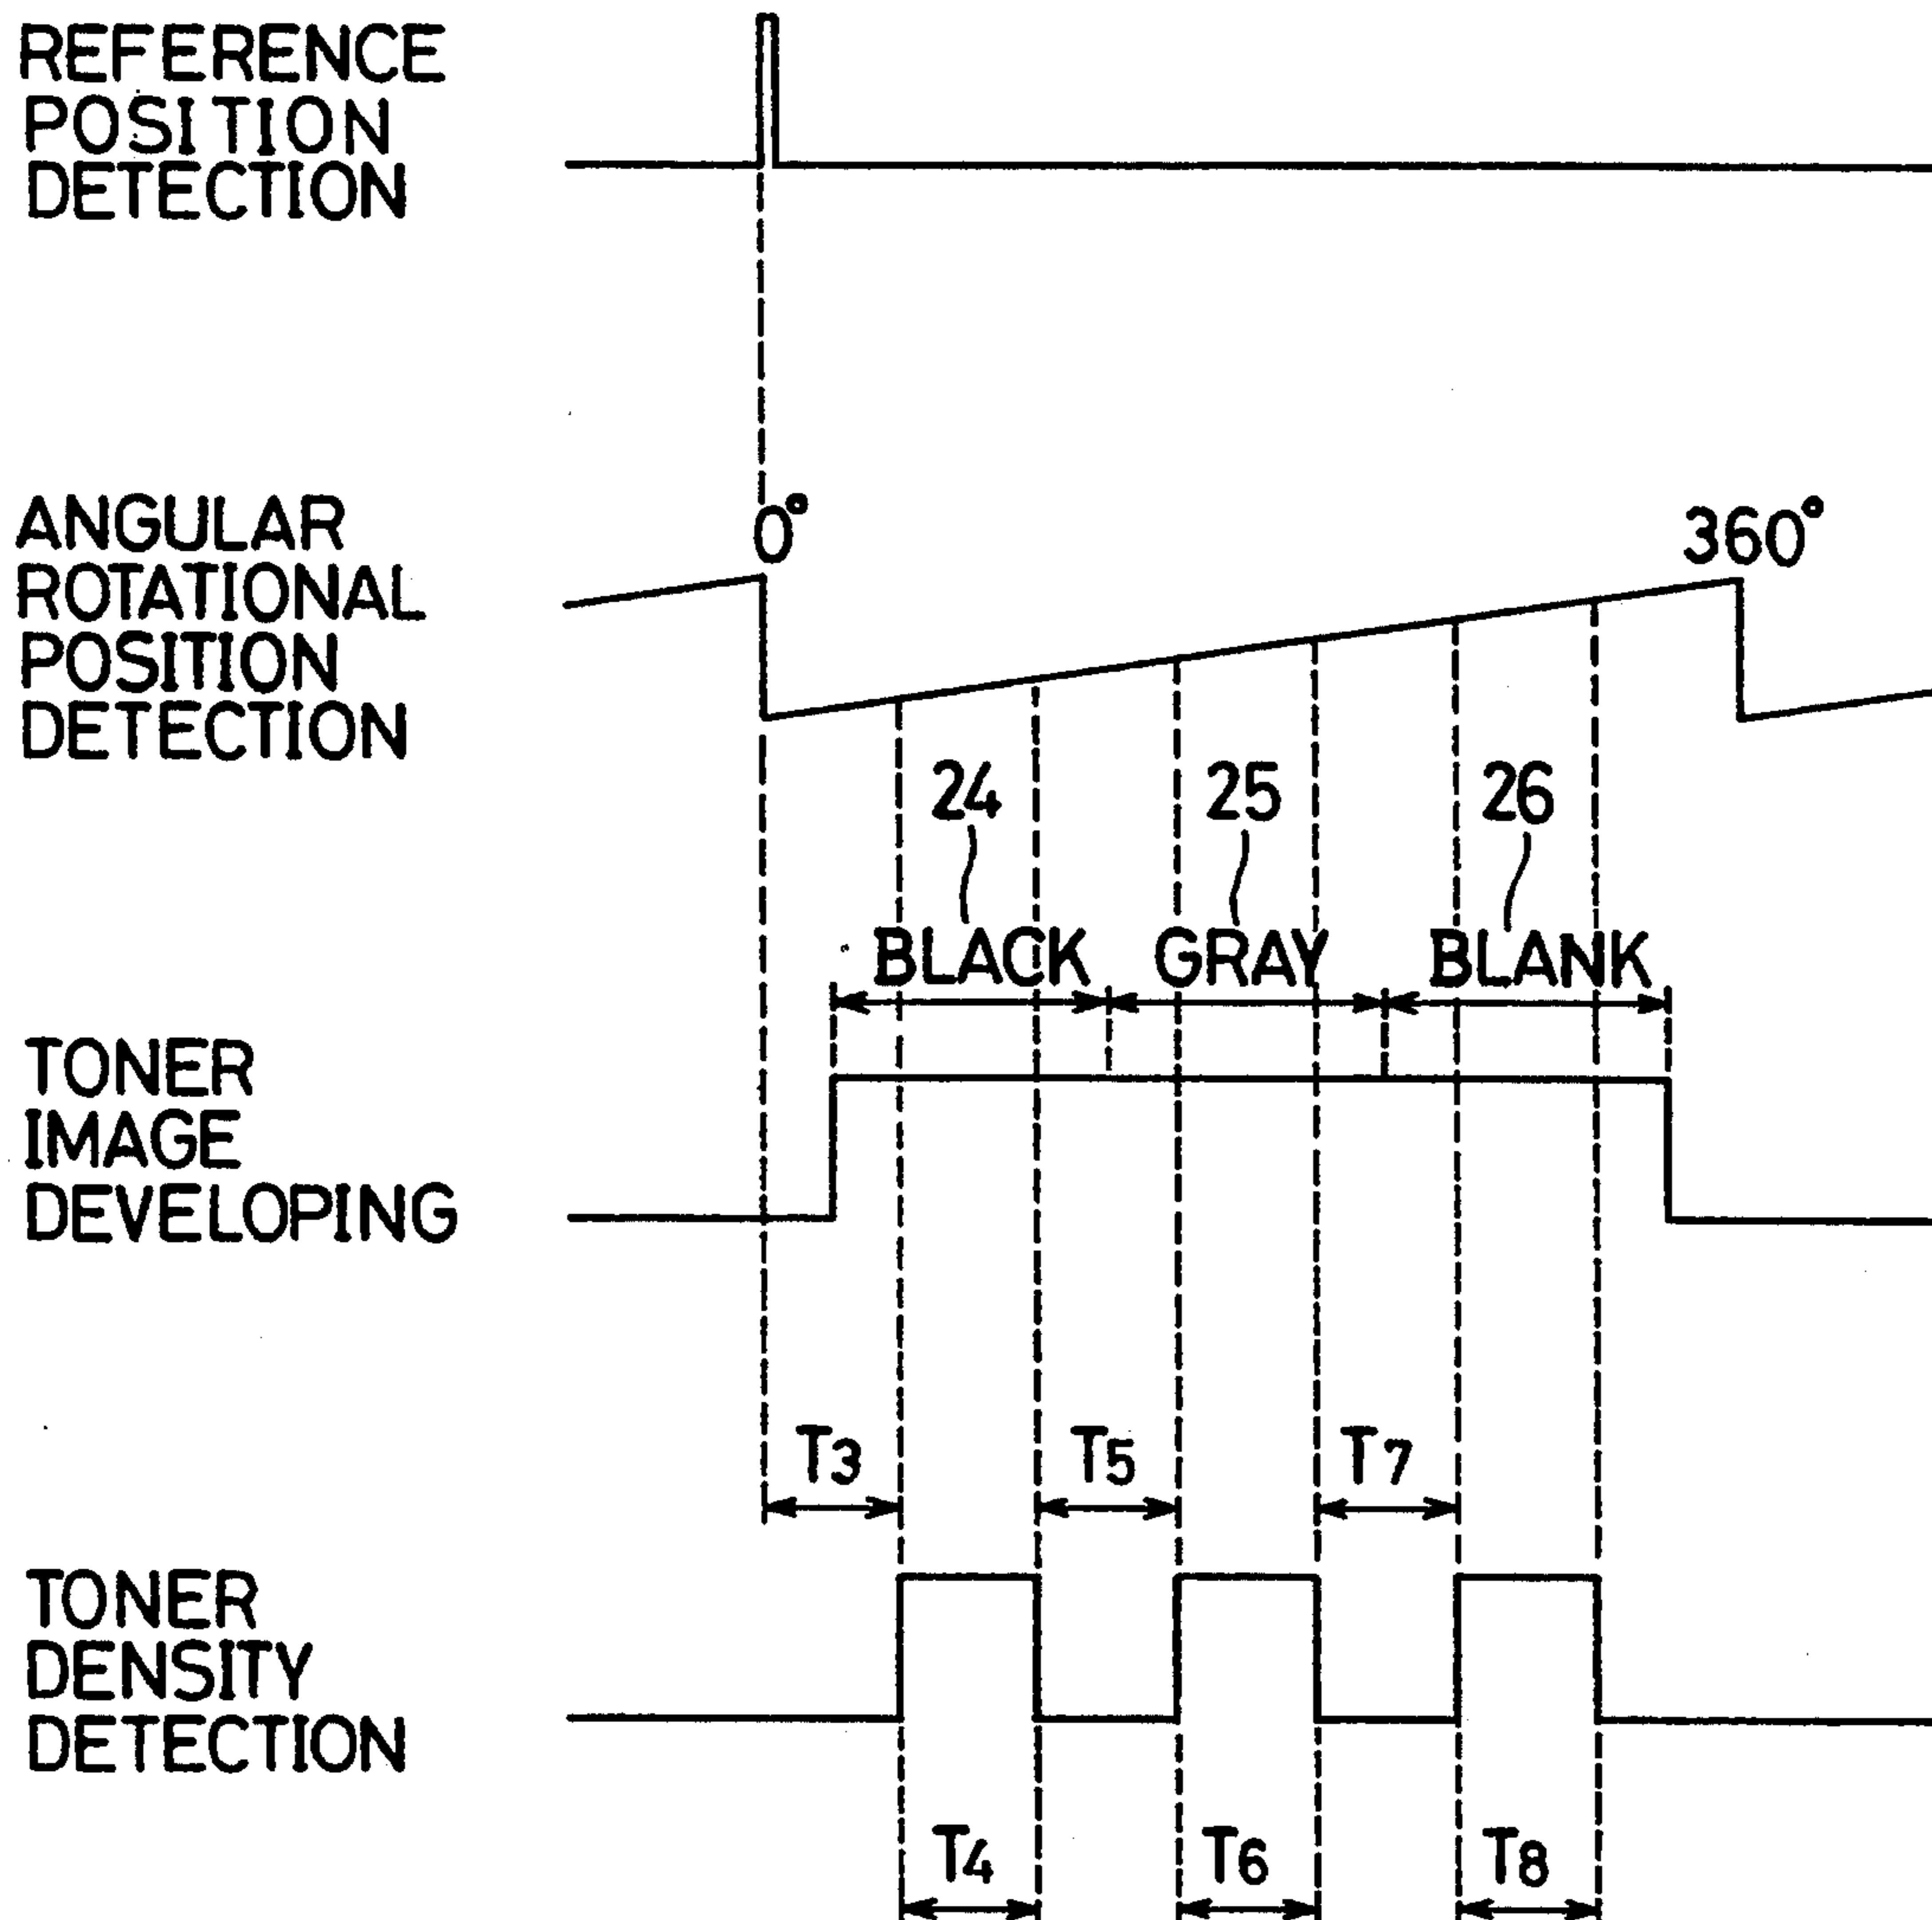 REFERENCE
POSITION
DETECTION
ANGULAR
ROTATIONAL
POSITION
DETECTION
0°
360°
24
25
26
BLACK
GRAY
BLANK
TONER
IMAGE
DEVELOPING
T3
T5
T7
TONER
DENSITY
DETECTION
T4
T6
T8